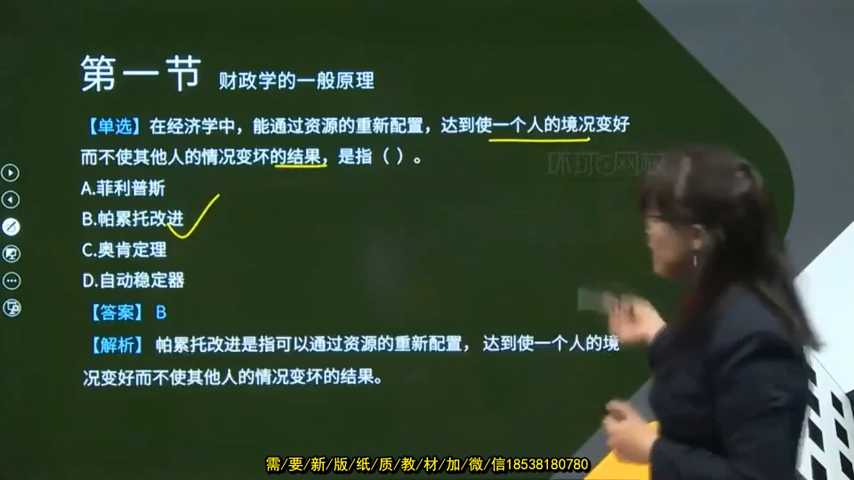 第一节 财政学的一般原理
【单选】在经济学中，能通过资源的重新配置，达到使一个人的境况变好
而不使其他人的情况变坏的结果，是指（ ）。
A.菲利普斯
B.帕累托改进
C.奥肯定理
D.自动稳定器
【答案】 B
【解析】 帕累托改进是指可以通过资源的重新配置， 达到使一个人的境
况变好而不使其他人的情况变坏的结果。
需/要/新/版/纸/质/教/材/加/微/信18538180780